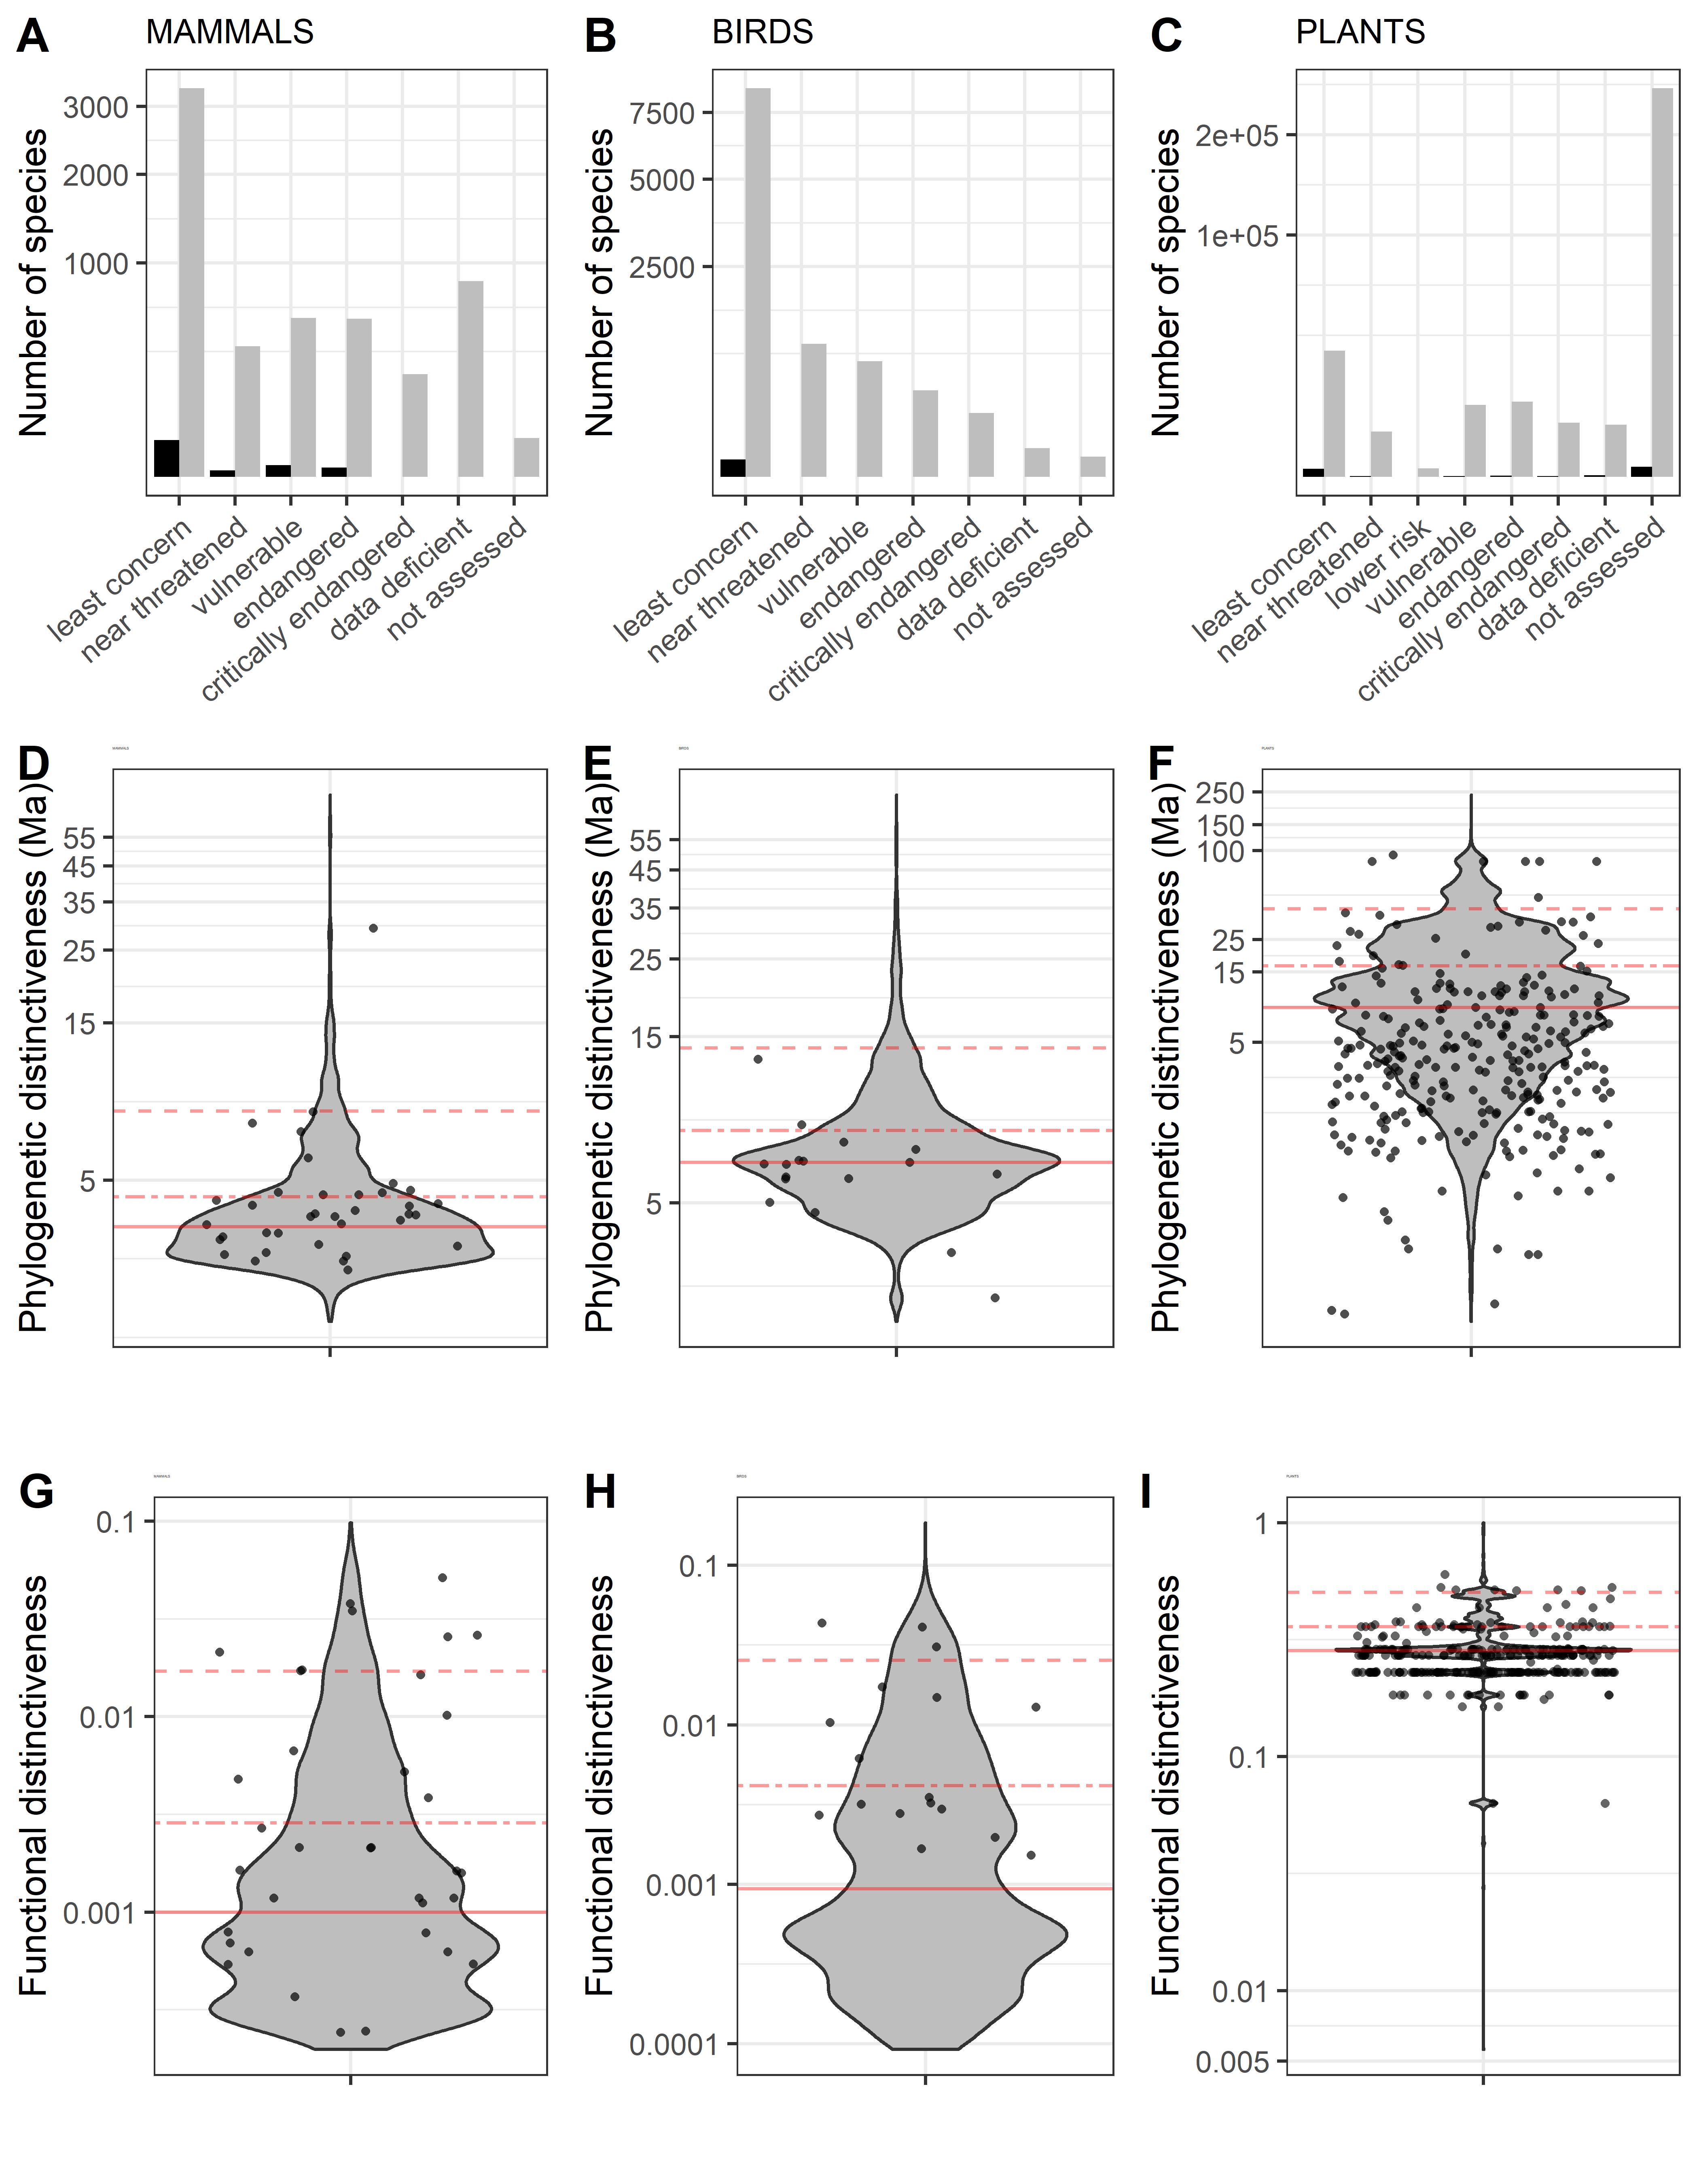 A MAMMALS
B BIRDS
C PLANTS
Number of species
3000
2000
1000
least concern
near threatened
vulnerable
endangered
critically endangered
data deficient
not assessed
Number of species
7500
5000
2500
least concern
near threatened
vulnerable
endangered
critically endangered
data deficient
not assessed
Number of species
2e+05
1e+05
least concern
near threatened
lower risk
vulnerable
endangered
critically endangered
data deficient
not assessed
D
MAMMALS
Phylogenetic distinctiveness (Ma)
55
45
35
25
15
5
E
BIRDS
Phylogenetic distinctiveness (Ma)
55
45
35
25
15
5
F
PLANTS
Phylogenetic distinctiveness (Ma)
250
150
100
25
15
5
G
MAMMALS
Functional distinctiveness
0.1
0.01
0.001
H
BIRDS
Functional distinctiveness
0.1
0.01
0.001
0.0001
I
PLANTS
Functional distinctiveness
1
0.1
0.01
0.005